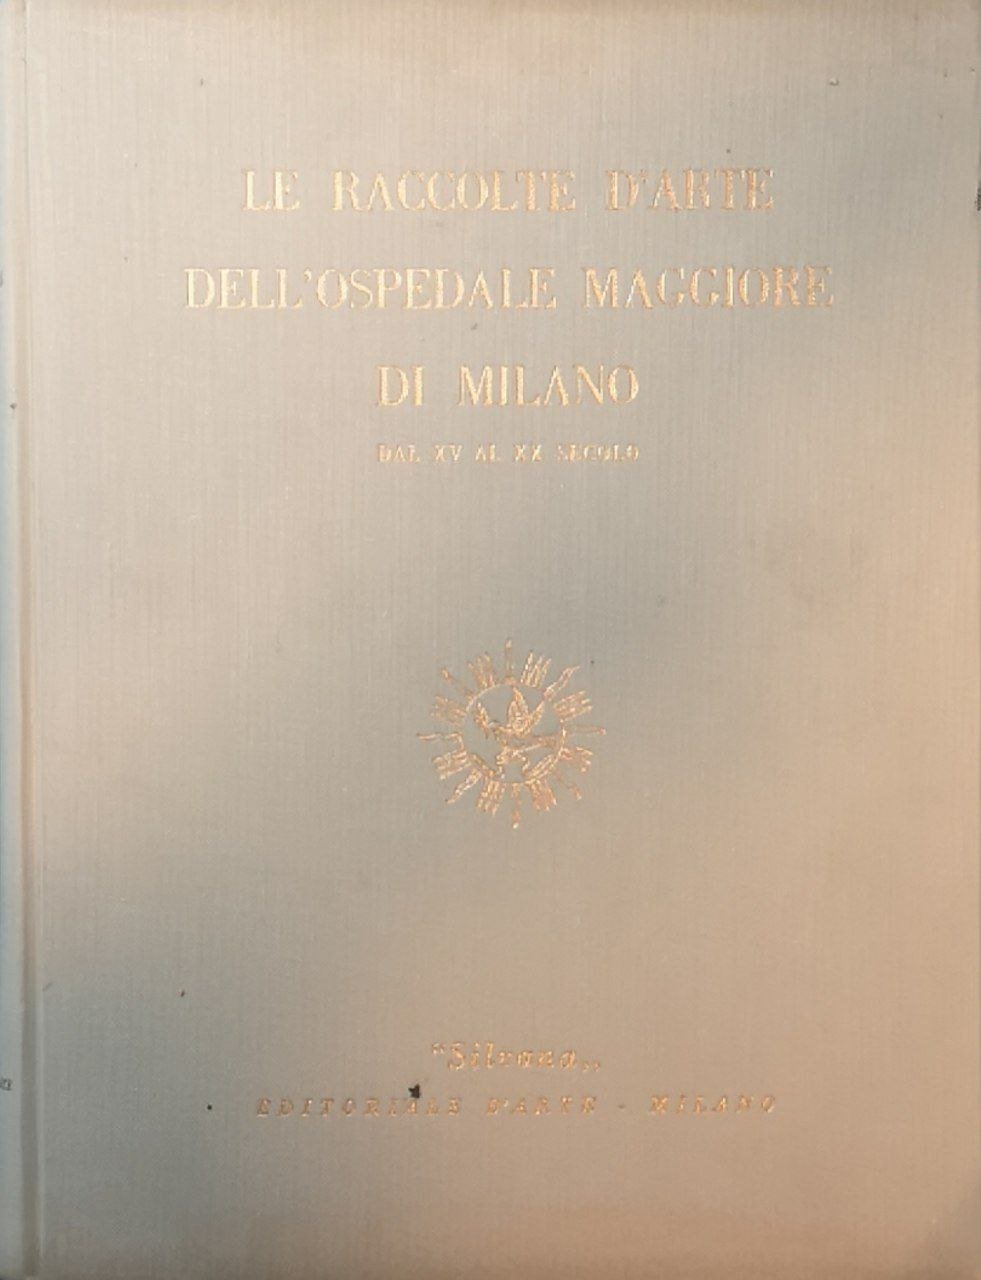 LE RACCOLTE D'ARTE
DELL'OSPEDALE MAGGIORE
DI MILANO
DAL XV AL XX SECOLO
"Silvana„
EDITORIALE D'ARTE - MILANO